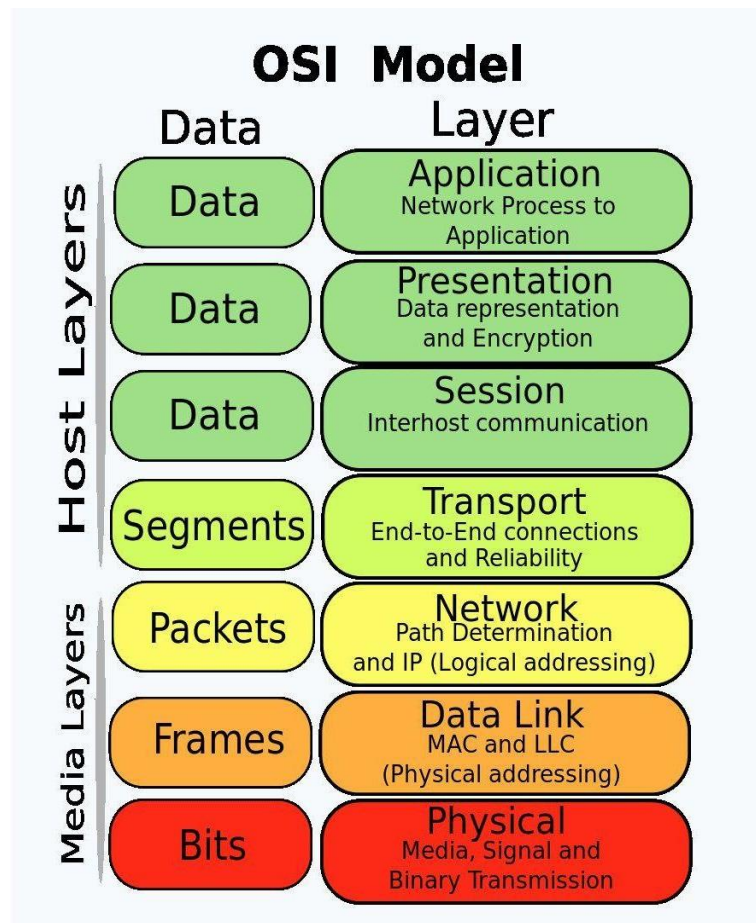 OSI Model
Data
Layer
Host Layers
Data
Application
Network Process to
Application
Data
Presentation
Data representation
and Encryption
Data
Session
Interhost communication
Segments
Transport
End-to-End connections
and Reliability
Media Layers
Packets
Network
Path Determination
and IP (Logical addressing)
Frames
Data Link
MAC and LLC
(Physical addressing)
Bits
Physical
Media, Signal and
Binary Transmission